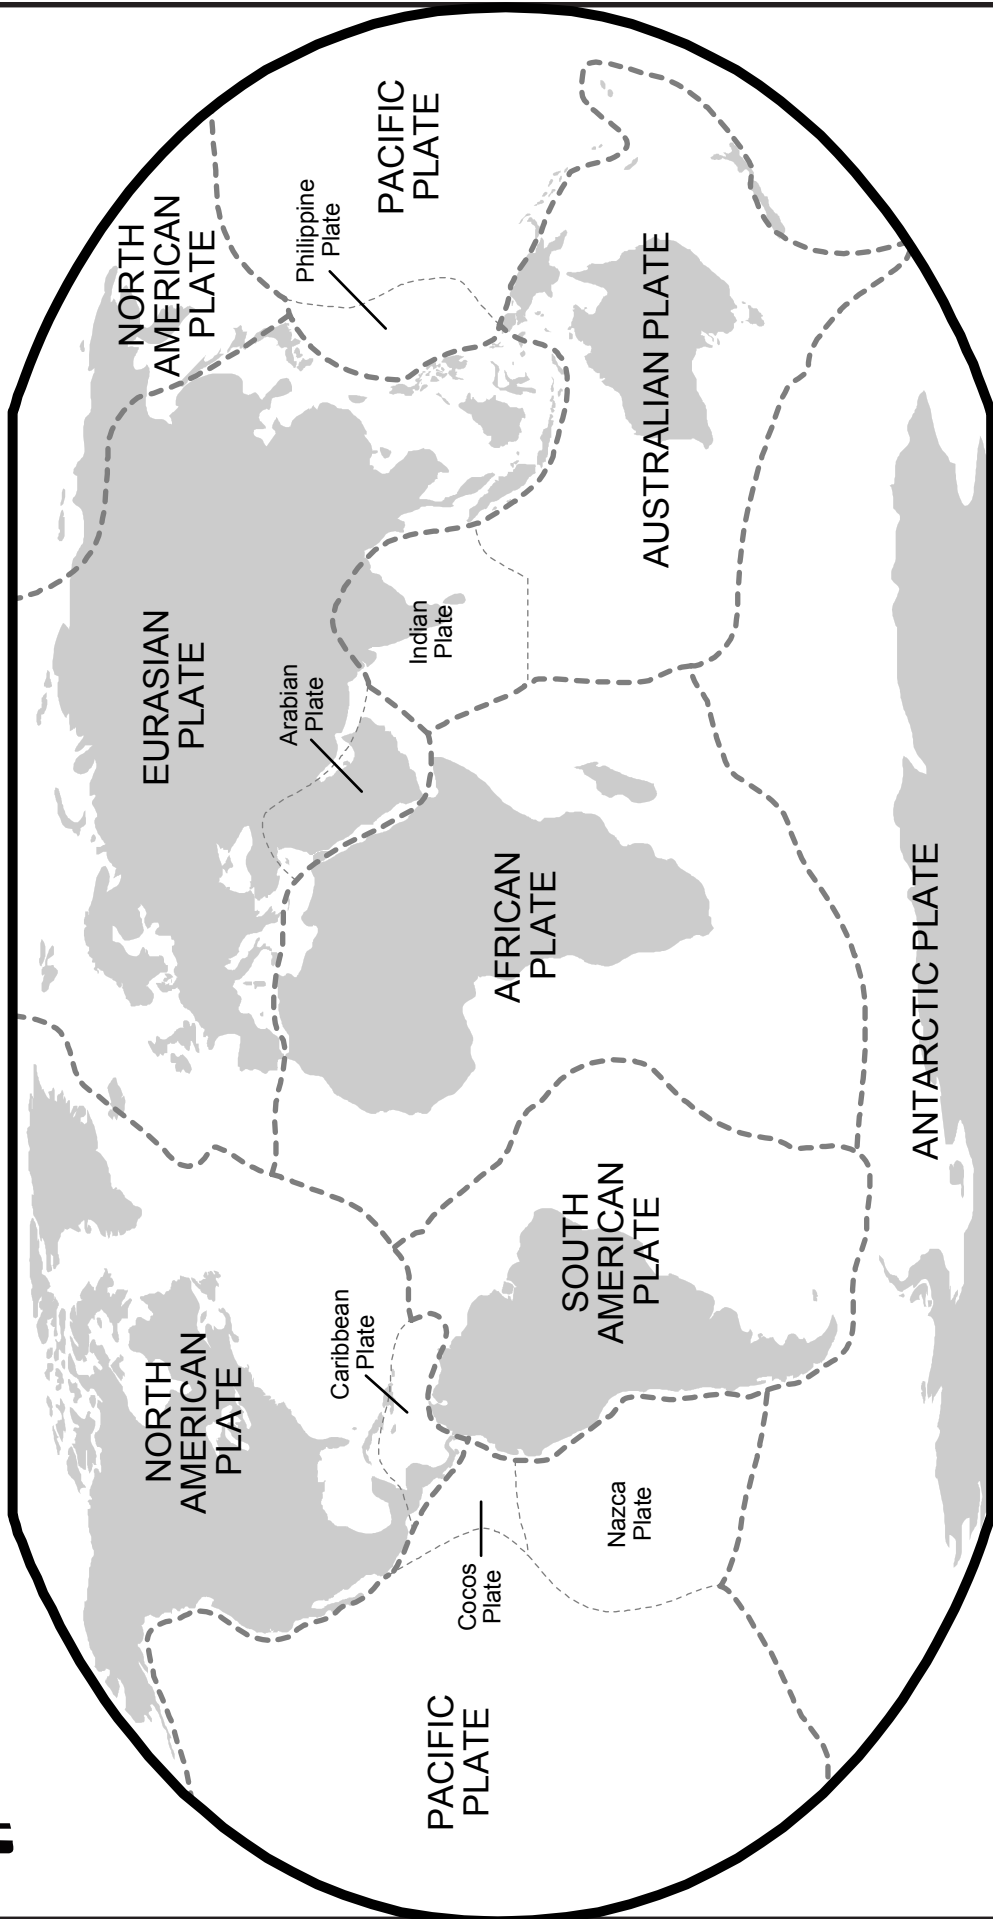 NORTH
AMERICAN
PLATE
EURASIAN
PLATE
NORTH
AMERICAN
PLATE
Caribbean
Plate
Arabian
Plate
Philippine
Plate
PACIFIC
PLATE
Cocos
Plate
Indian
Plate
PACIFIC
PLATE
AFRICAN
PLATE
SOUTH
AMERICAN
PLATE
Nazca
Plate
AUSTRALIAN PLATE
ANTARCTIC PLATE